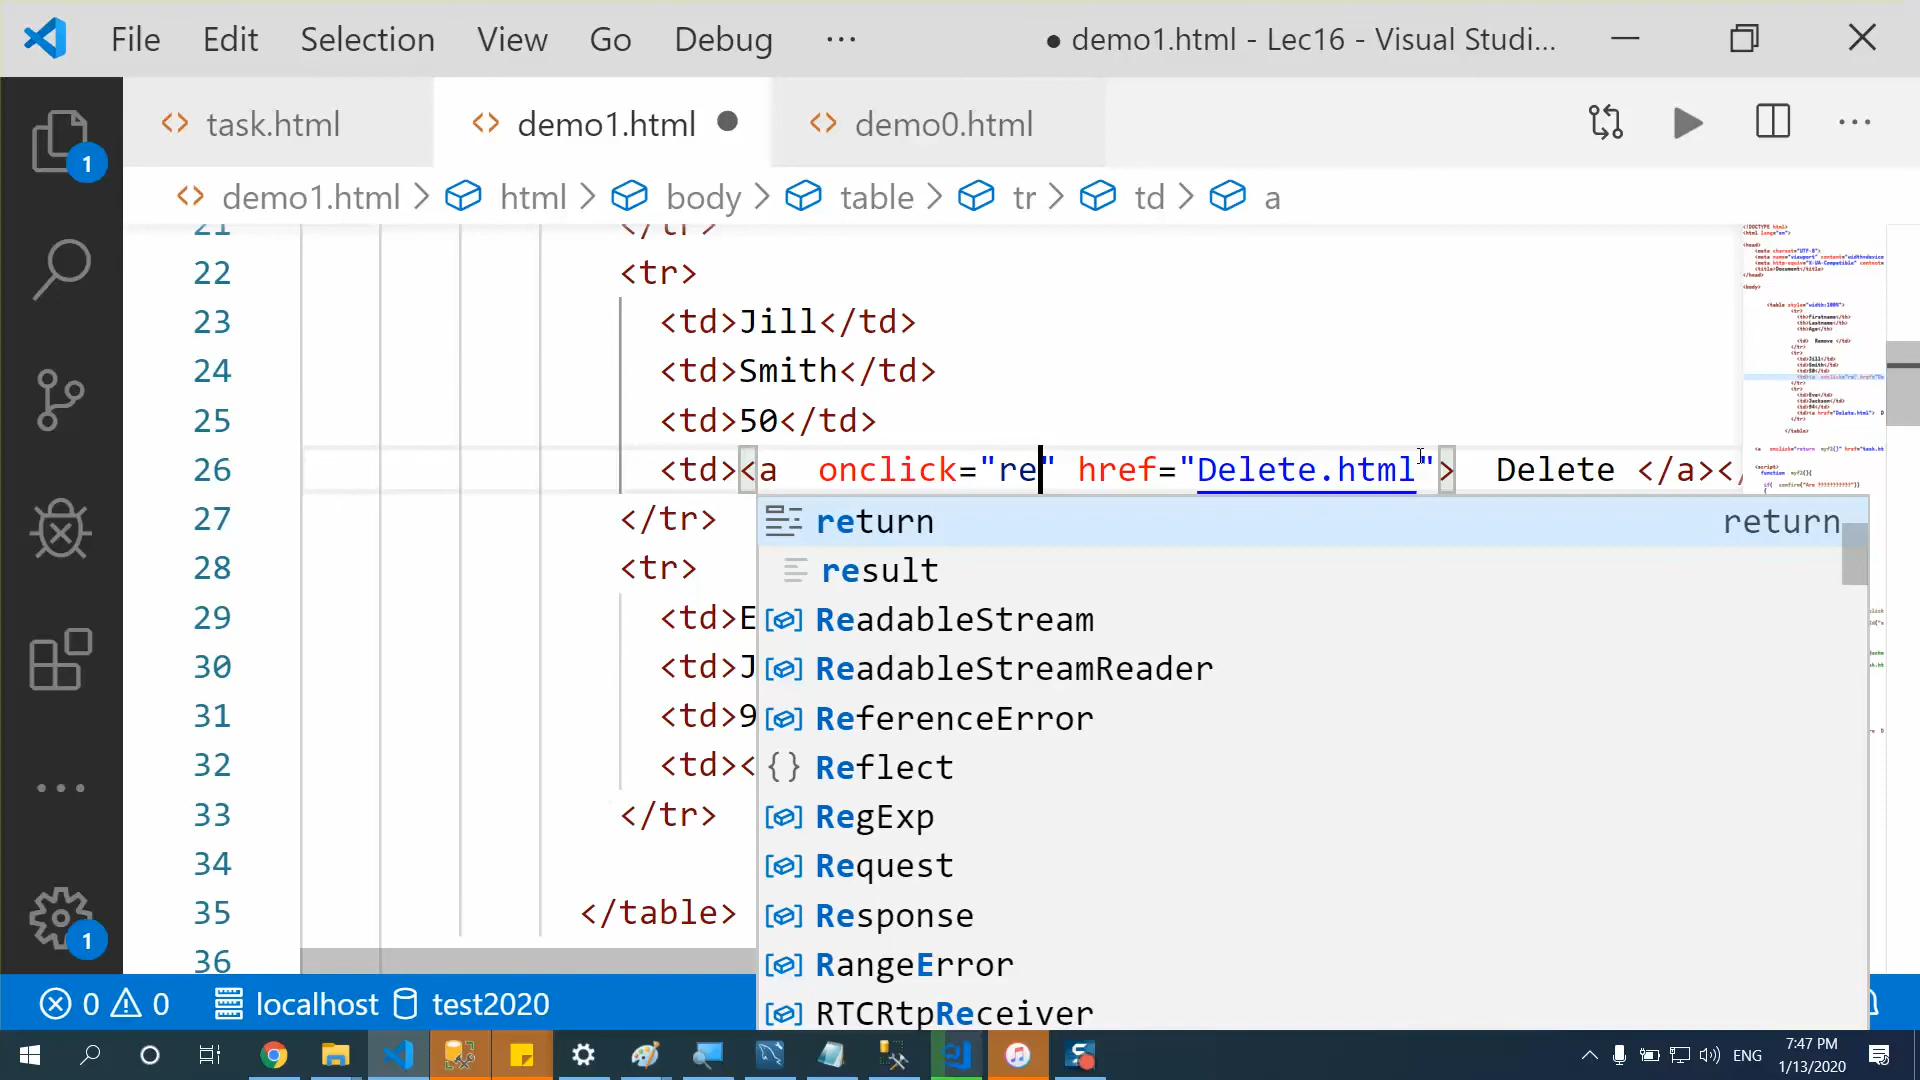 File Edit Selection View Go Debug ··· ● demo1.html - Lec16 - Visual Studi...
task.html demo1.html ● demo0.html
demo1.html > html > body > table > tr > td > a
21 </tr>
22 <tr>
23 <td>Jill</td>
24 <td>Smith</td>
25 <td>50</td>
26 <td><a  onclick="re" href="Delete.html">  Delete </a></
27 </tr>
28 <tr>
29 <td>E
30 <td>J
31 <td>9
32 <td><
33 </tr>
34
35 </table>
36
return return
result
ReadableStream
ReadableStreamReader
ReferenceError
Reflect
RegExp
Request
Response
RangeError
RTCRtpReceiver
1
1
0 0 localhost test2020
ENG 7:47 PM
1/13/2020